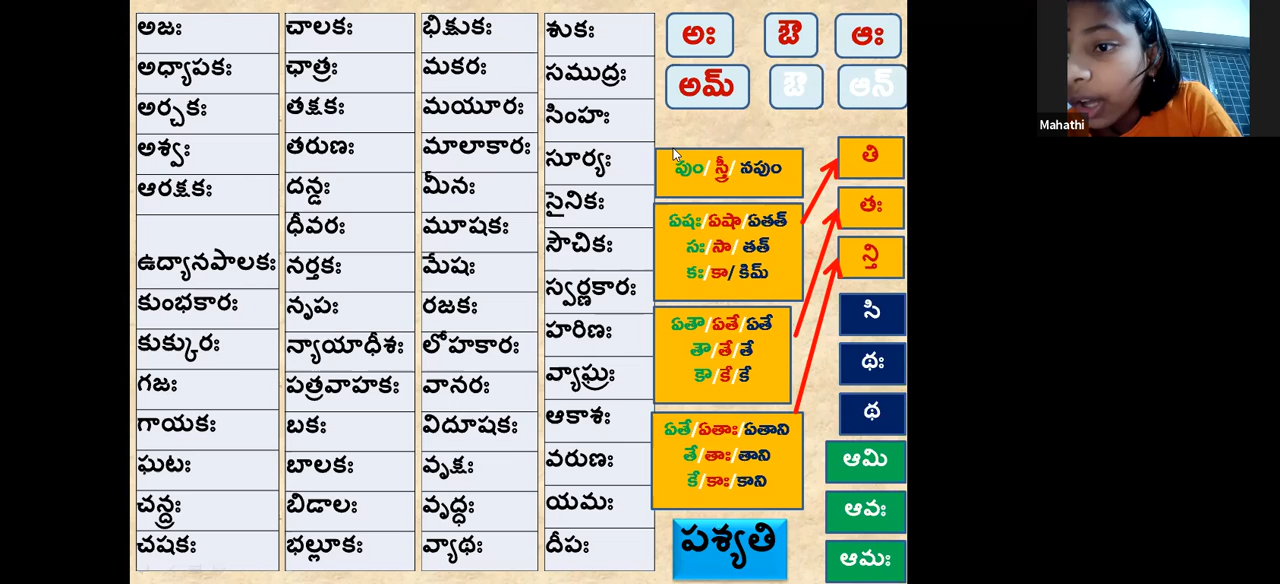 అజః
అధ్యాపకః
అర్చకః
అశ్వః
ఆరక్షకః
ఉద్యానపాలకః
కుంభకారః
కుక్కురః
గజః
గాయకః
ఘటః
చన్ద్రః
చషకః
చాలకః
ఛాత్రః
తక్షకః
తరుణః
దన్డః
ధీవరః
నర్తకః
నృపః
న్యాయాధీశః
పత్రవాహకః
బకః
బాలకః
బిడాలః
భల్లూకః
భిక్షుకః
మకరః
మయూరః
మాలాకారః
మీనః
మూషకః
మేషః
రజకః
లోహకారః
వానరః
విదూషకః
వృక్షః
వృద్ధః
వ్యాధః
శుకః
సముద్రః
సింహః
సూర్యః
సైనికః
సౌచికః
స్వర్ణకారః
హరిణః
వ్యాఘ్రః
ఆకాశః
వరుణః
యమః
దీపః
అః ఔ ఆః
అమ్ ఔ ఆన్
పుం/ స్త్రీ/ నపుం
ఏషః/ఏషా/ఏతత్
సః/సా/ తత్
కః/కా/ కిమ్
ఏతౌ/ఏతే/ఏతే
తౌ/తే/తే
కౌ/కే/కే
ఏతే/ఏతాః/ఏతాని
తే/తాః/తాని
కే/కాః/కాని
పశ్యతి
తి
తః
న్తి
సి
థః
థ
ఆమి
ఆవః
ఆమః
Mahathi